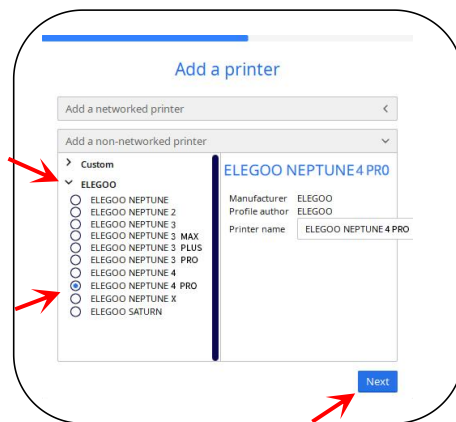 Add a printer
Add a networked printer
Add a non-networked printer
Custom
ELEGOO
ELEGOO NEPTUNE
ELEGOO NEPTUNE 2
ELEGOO NEPTUNE 3
ELEGOO NEPTUNE 3 MAX
ELEGOO NEPTUNE 3 PLUS
ELEGOO NEPTUNE 3 PRO
ELEGOO NEPTUNE 4
ELEGOO NEPTUNE 4 PRO
ELEGOO NEPTUNE X
ELEGOO SATURN
ELEGOO NEPTUNE 4 PRO
Manufacturer ELEGOO
Profile author ELEGOO
Printer name ELEGOO NEPTUNE 4 PRO
Next